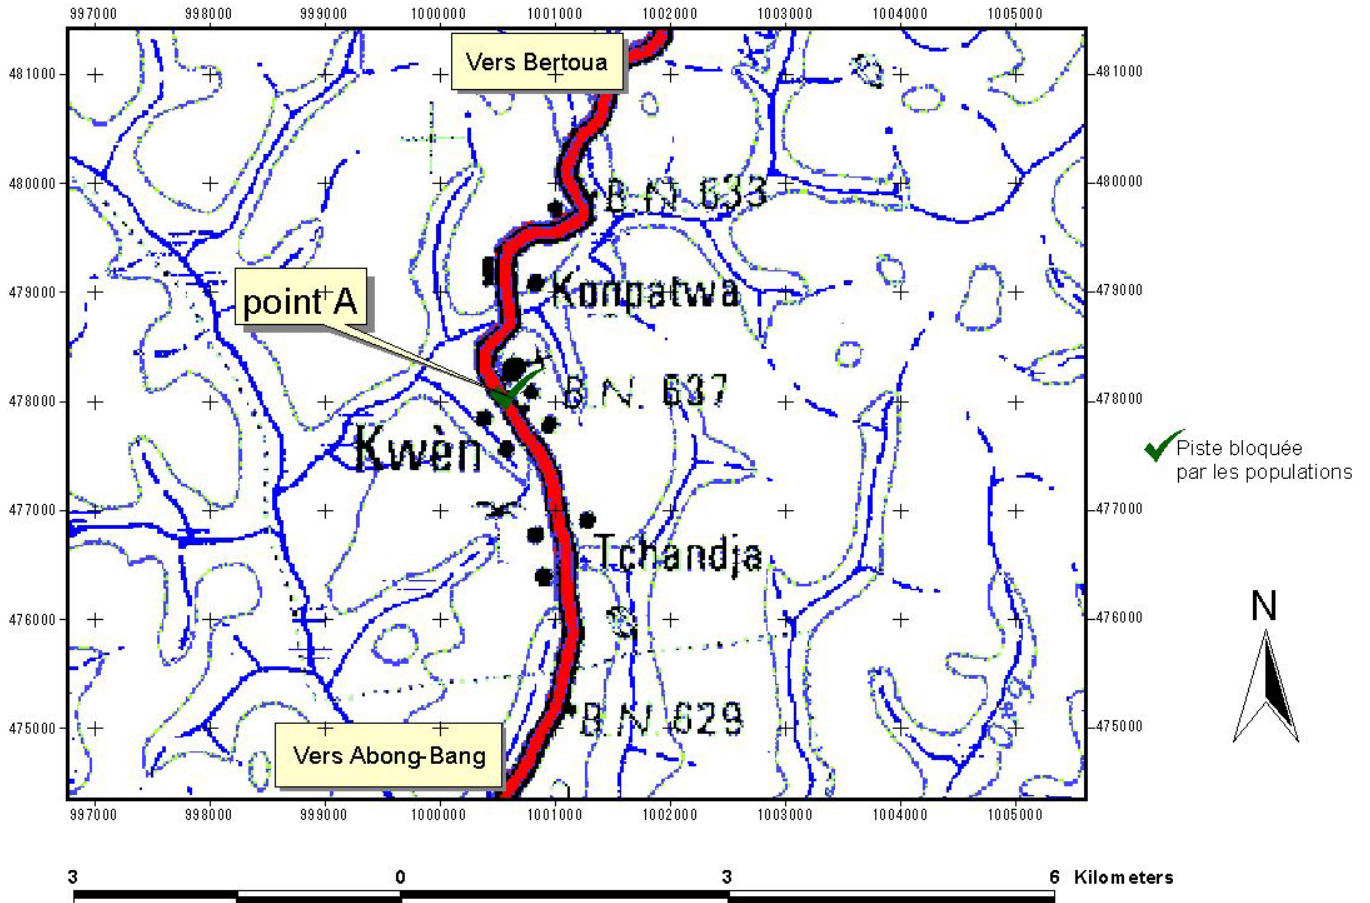 997000 998000 999000 1000000 1001000 1002000 1003000 1004000 1005000
Vers Bertoua
481000 481000
480000 480000
B.N. 633
479000 479000
Konpatwa
point A
B.N. 637
478000 478000
Kwèn
Piste bloquée
par les populations
477000 477000
Tchandja
476000 476000
N
B.N. 629
475000 475000
Vers Abong-Bang
997000 998000 999000 1000000 1001000 1002000 1003000 1004000 1005000
3 0 3 6 Kilometers